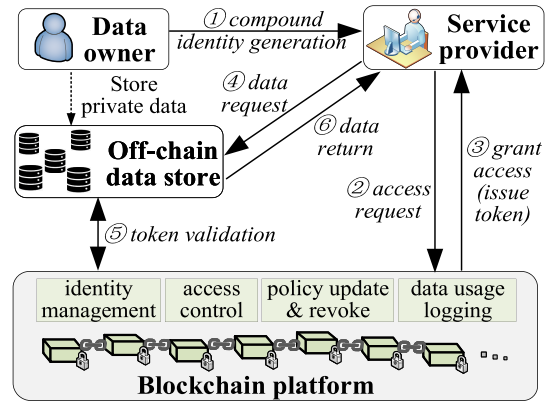 Data
owner
① compound
identity generation
Service
provider
Store
private data
④ data
request
⑥ data
return
③ grant
access
(issue
token)
Off-chain
data store
② access
request
⑤ token validation
identity
management
access
control
policy update
& revoke
data usage
logging
Blockchain platform